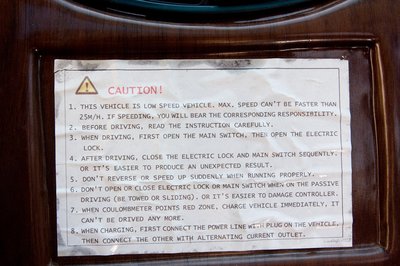 CAUTION!
1. THIS VEHICLE IS LOW SPEED VEHICLE. MAX. SPEED CAN'T BE FASTER THAN
25M/H. IF SPEEDING, YOU WILL BEAR THE CORRESPONDING RESPONSIBILITY.
2. BEFORE DRIVING, READ THE INSTRUCTION CAREFULLY.
3. WHEN DRIVING, FIRST OPEN THE MAIN SWITCH, THEN OPEN THE ELECTRIC
LOCK.
4. AFTER DRIVING, CLOSE THE ELECTRIC LOCK AND MAIN SWITCH SEQUENTLY.
OR IT'S EASIER TO PRODUCE AN UNEXPECTED RESULT.
5. DON'T REVERSE OR SPEED UP SUDDENLY WHEN RUNNING PROPERLY.
6. DON'T OPEN OR CLOSE ELECTRIC LOCK OR MAIN SWITCH WHEN ON THE PASSIVE
DRIVING (BE TOWED OR SLIDING). OR IT'S EASIER TO DAMAGE CONTROLLER.
7. WHEN COULOMBMETER POINTS RED ZONE, CHARGE VEHICLE IMMEDIATELY, IT
CAN'T BE DRIVED ANY MORE.
8. WHEN CHARGING, FIRST CONNECT THE POWER LINE WITH PLUG ON THE VEHICLE,
THEN CONNECT THE OTHER WITH ALTERNATING CURRENT OUTLET.